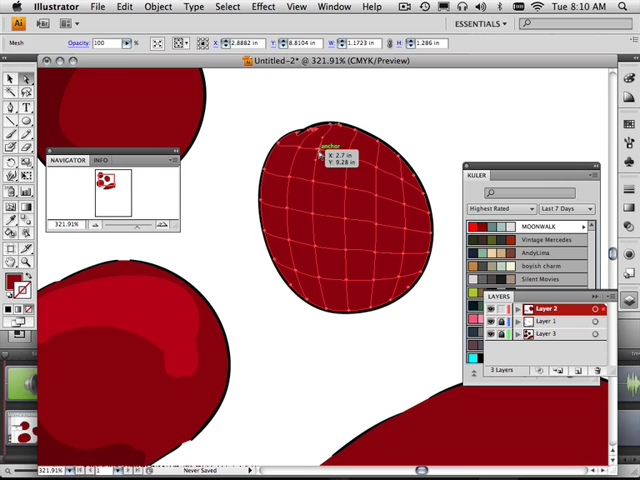 Illustrator File Edit Object Type Select Effect View Window Help Tue 8:10 AM
Ai Br ESSENTIALS
Mesh Opacity: 100 X: 2.8882 in Y: 8.8104 in W: 1.1723 in H: 1.286 in
Untitled-2* @ 321.91% (CMYK/Preview)
anchor
X: 2.7 in
Y: 9.28 in
NAVIGATOR INFO
321.91%
KULER
Highest Rated Last 7 Days
MOONWALK
Vintage Mercedes
AndyLima
boyish charm
Silent Movies
LAYERS
Layer 2
Layer 1
Layer 3
3 Layers
321.91% 1 Never Saved